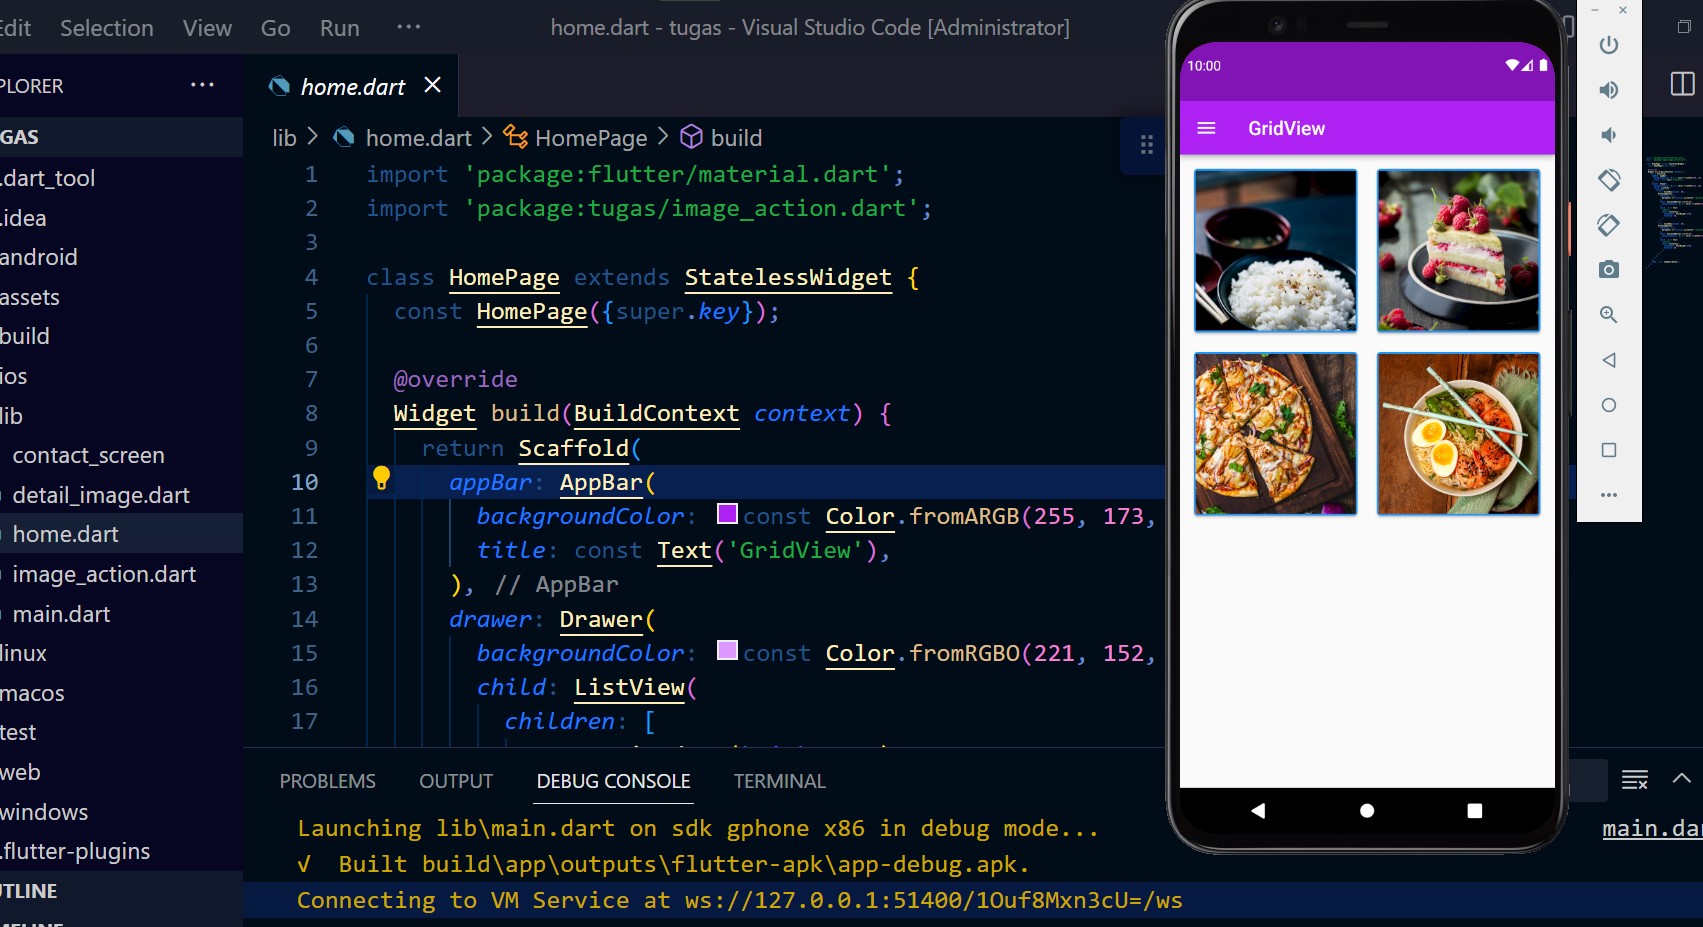 Edit Selection View Go Run ··· home.dart - tugas - Visual Studio Code [Administrator]
PLORER ···
home.dart
GAS
lib > home.dart > HomePage > build
.dart_tool
.idea
android
assets
build
ios
lib
contact_screen
detail_image.dart
home.dart
image_action.dart
main.dart
linux
macos
test
web
windows
.flutter-plugins
UTLINE
1 import 'package:flutter/material.dart';
2 import 'package:tugas/image_action.dart';
3
4 class HomePage extends StatelessWidget {
5 const HomePage({super.key});
6
7 @override
8 Widget build(BuildContext context) {
9 return Scaffold(
10 appBar: AppBar(
11 backgroundColor: const Color.fromARGB(255, 173,
12 title: const Text('GridView'),
13 ), // AppBar
14 drawer: Drawer(
15 backgroundColor: const Color.fromRGBO(221, 152,
16 child: ListView(
17 children: [
PROBLEMS OUTPUT DEBUG CONSOLE TERMINAL
Launching lib\main.dart on sdk gphone x86 in debug mode...
√ Built build\app\outputs\flutter-apk\app-debug.apk.
Connecting to VM Service at ws://127.0.0.1:51400/1Ouf8Mxn3cU=/ws
main.da
10:00
GridView